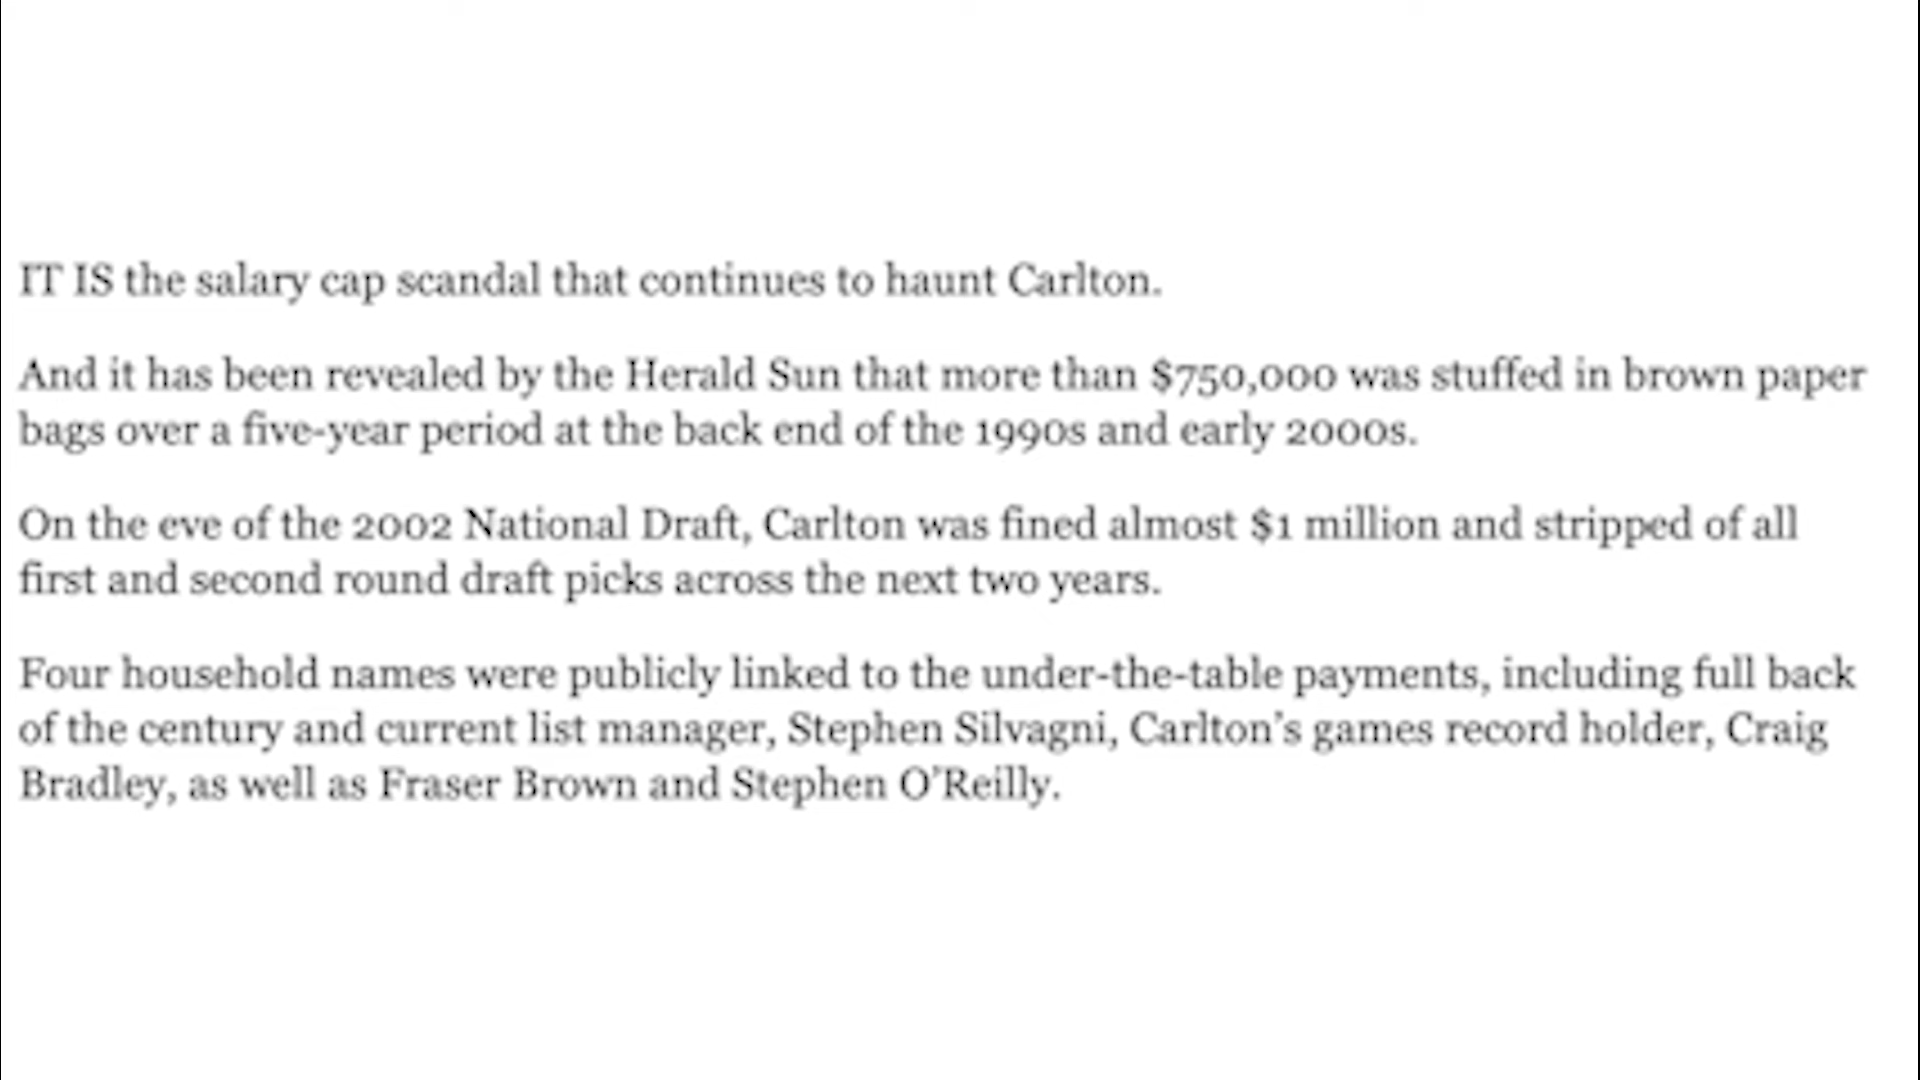 IT IS the salary cap scandal that continues to haunt Carlton.
And it has been revealed by the Herald Sun that more than $750,000 was stuffed in brown paper
bags over a five-year period at the back end of the 1990s and early 2000s.
On the eve of the 2002 National Draft, Carlton was fined almost $1 million and stripped of all
first and second round draft picks across the next two years.
Four household names were publicly linked to the under-the-table payments, including full back
of the century and current list manager, Stephen Silvagni, Carlton’s games record holder, Craig
Bradley, as well as Fraser Brown and Stephen O’Reilly.